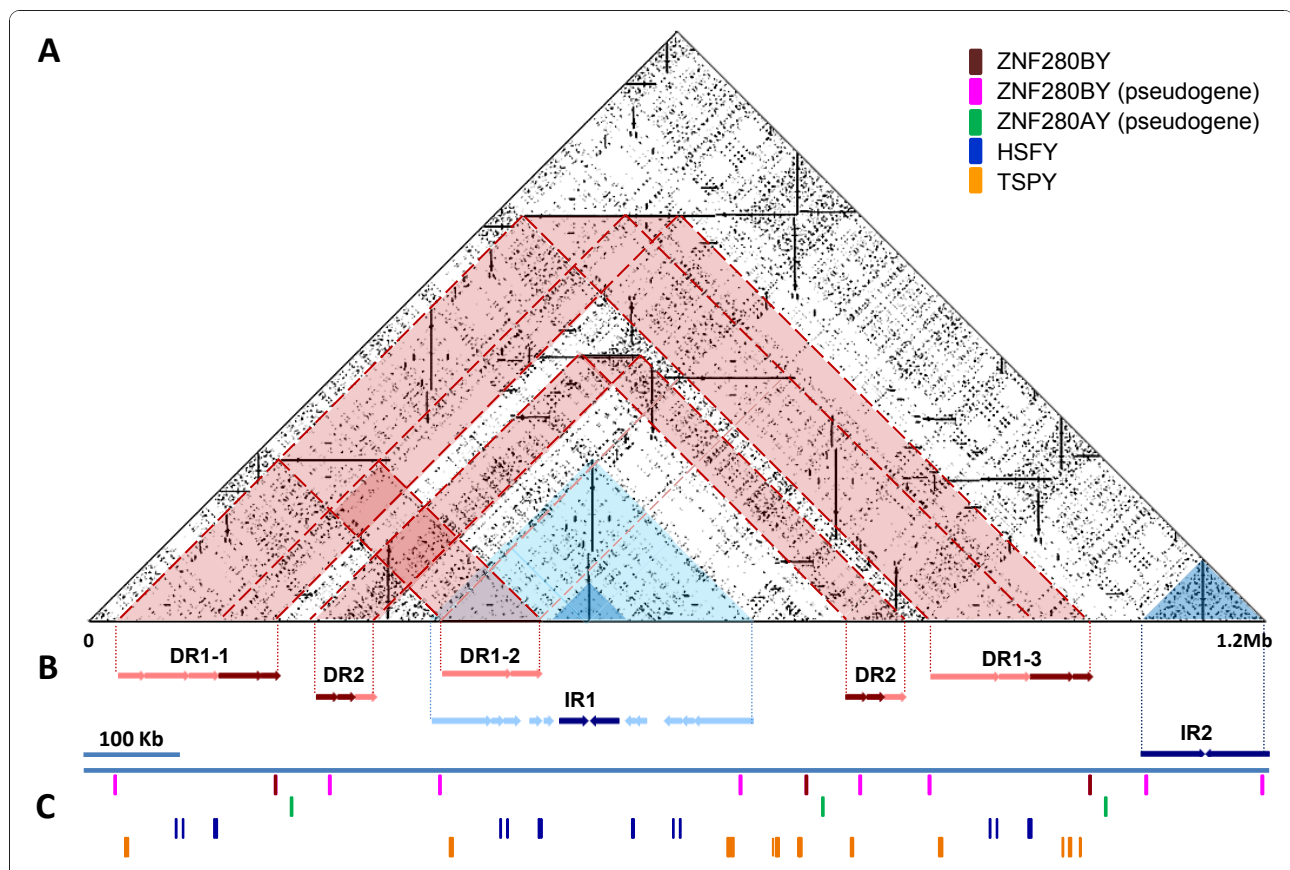 A
ZNF280BY
ZNF280BY (pseudogene)
ZNF280AY (pseudogene)
HSFY
TSPY
0
1.2Mb
B
DR1-1
DR2
DR1-2
DR2
DR1-3
IR1
IR2
100 Kb
C